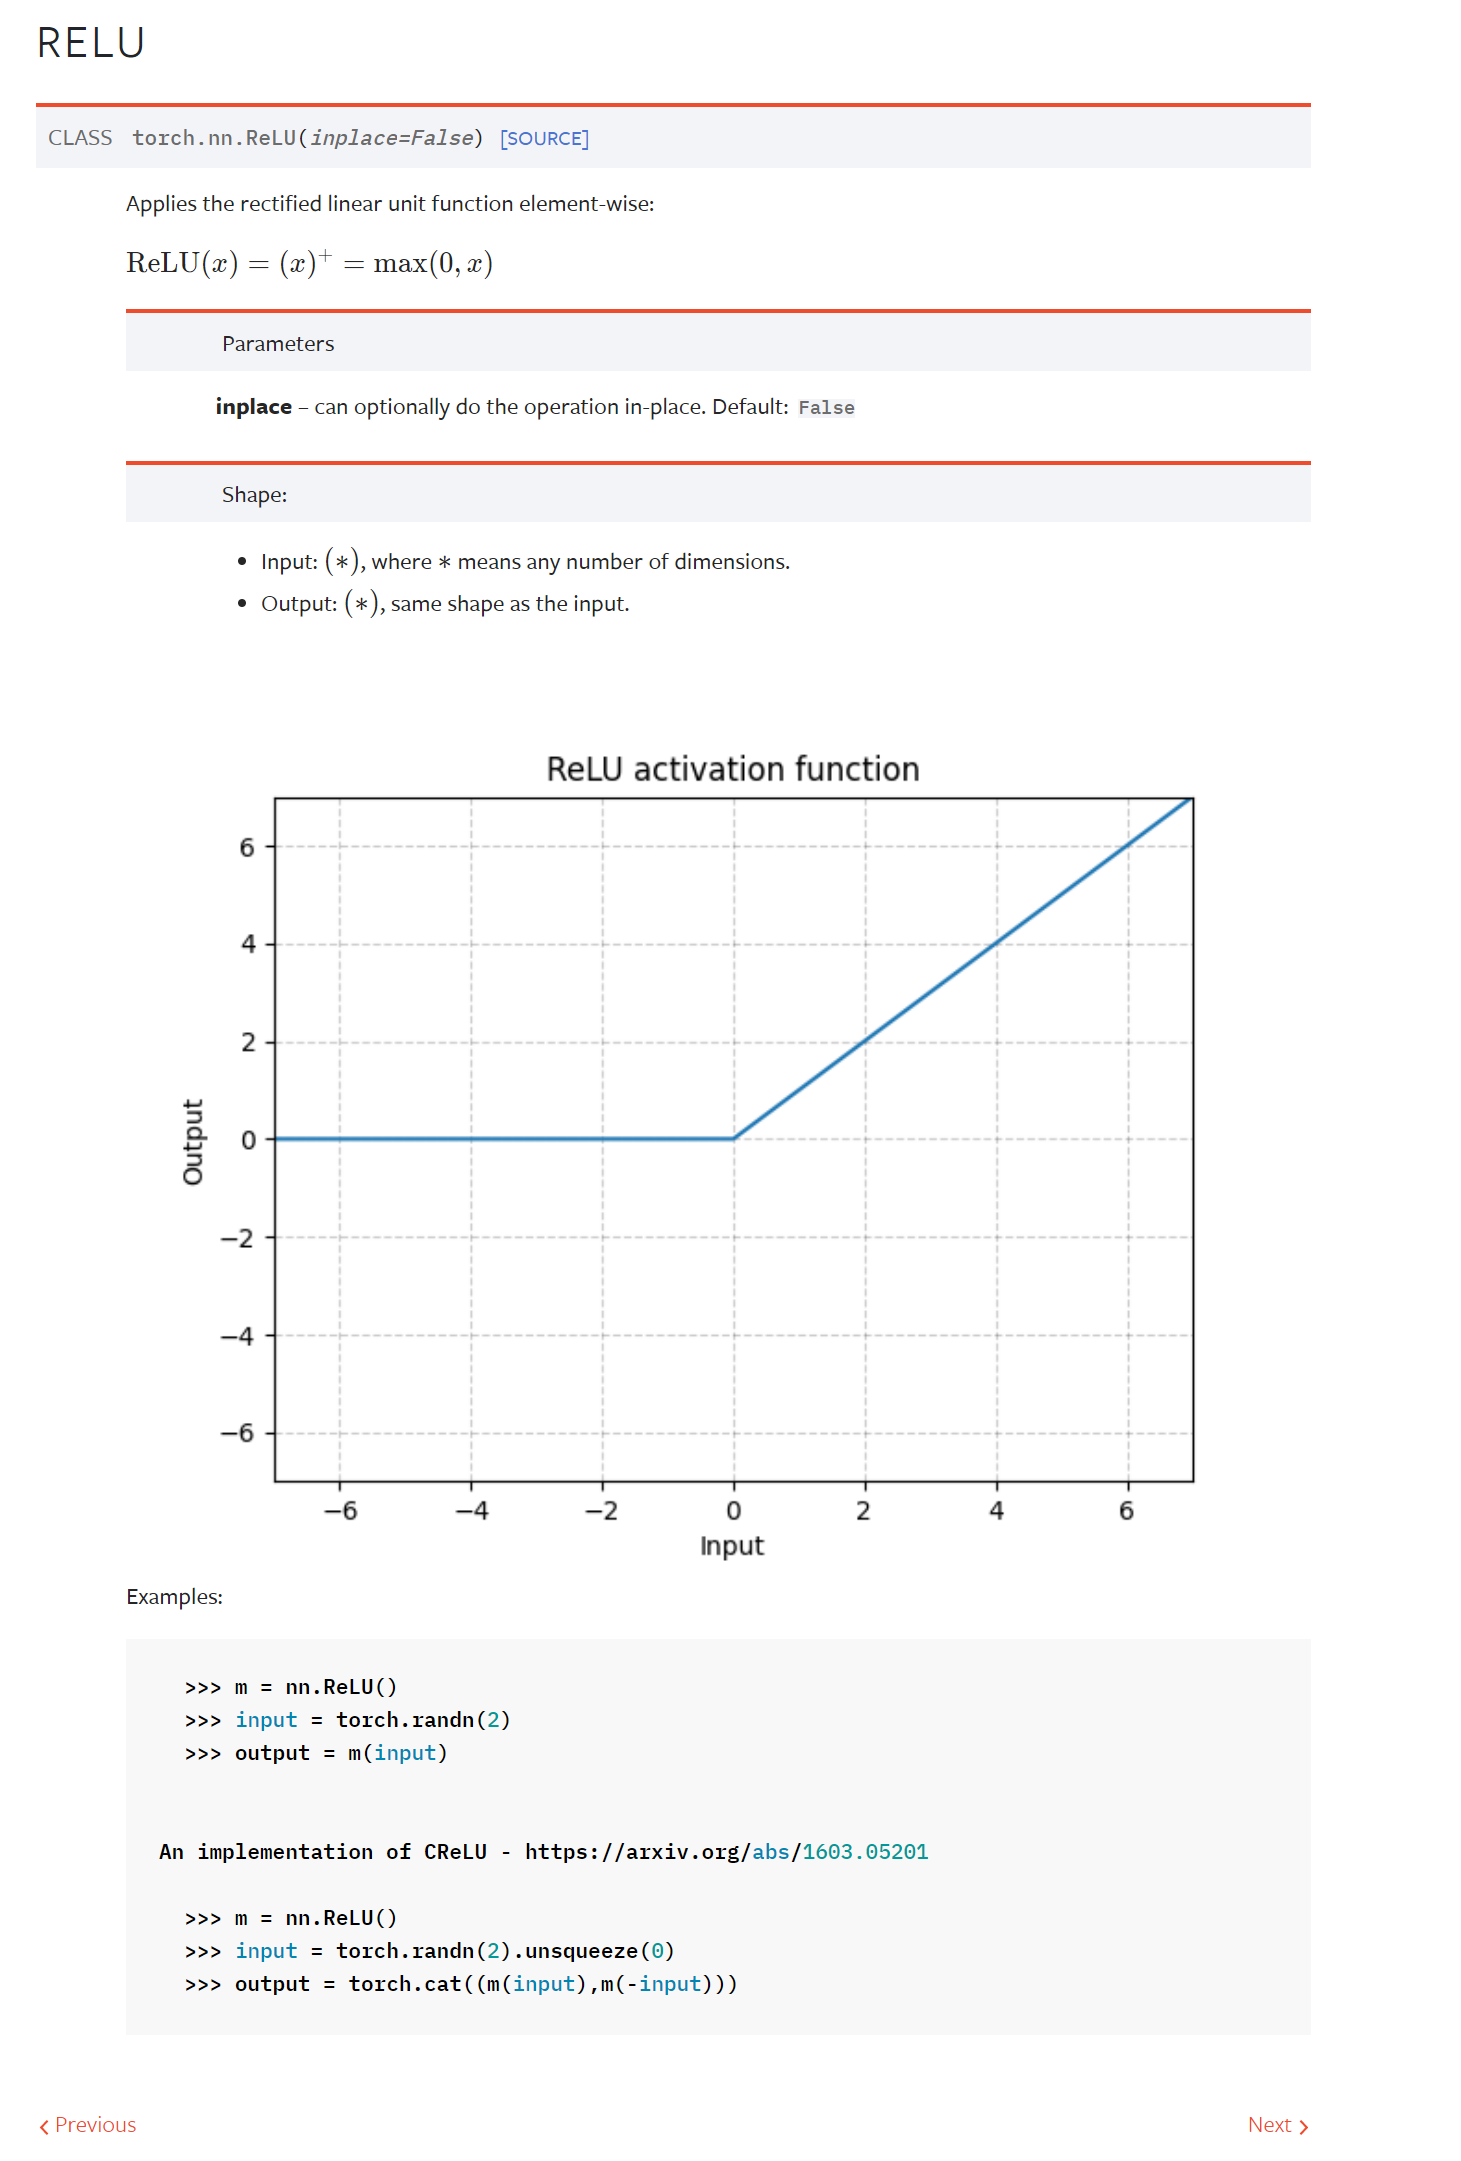 RELU
CLASS torch.nn.ReLU(inplace=False) [SOURCE]
Applies the rectified linear unit function element-wise:
ReLU(x) = (x)⁺ = max(0, x)
Parameters
inplace – can optionally do the operation in-place. Default: False
Shape:
• Input: (∗), where ∗ means any number of dimensions.
• Output: (∗), same shape as the input.
ReLU activation function
6
4
2
0
−2
−4
−6
Output
−6 −4 −2 0 2 4 6
Input
Examples:
>>> m = nn.ReLU()
>>> input = torch.randn(2)
>>> output = m(input)
An implementation of CReLU - https://arxiv.org/abs/1603.05201
>>> m = nn.ReLU()
>>> input = torch.randn(2).unsqueeze(0)
>>> output = torch.cat((m(input),m(-input)))
‹ Previous Next ›